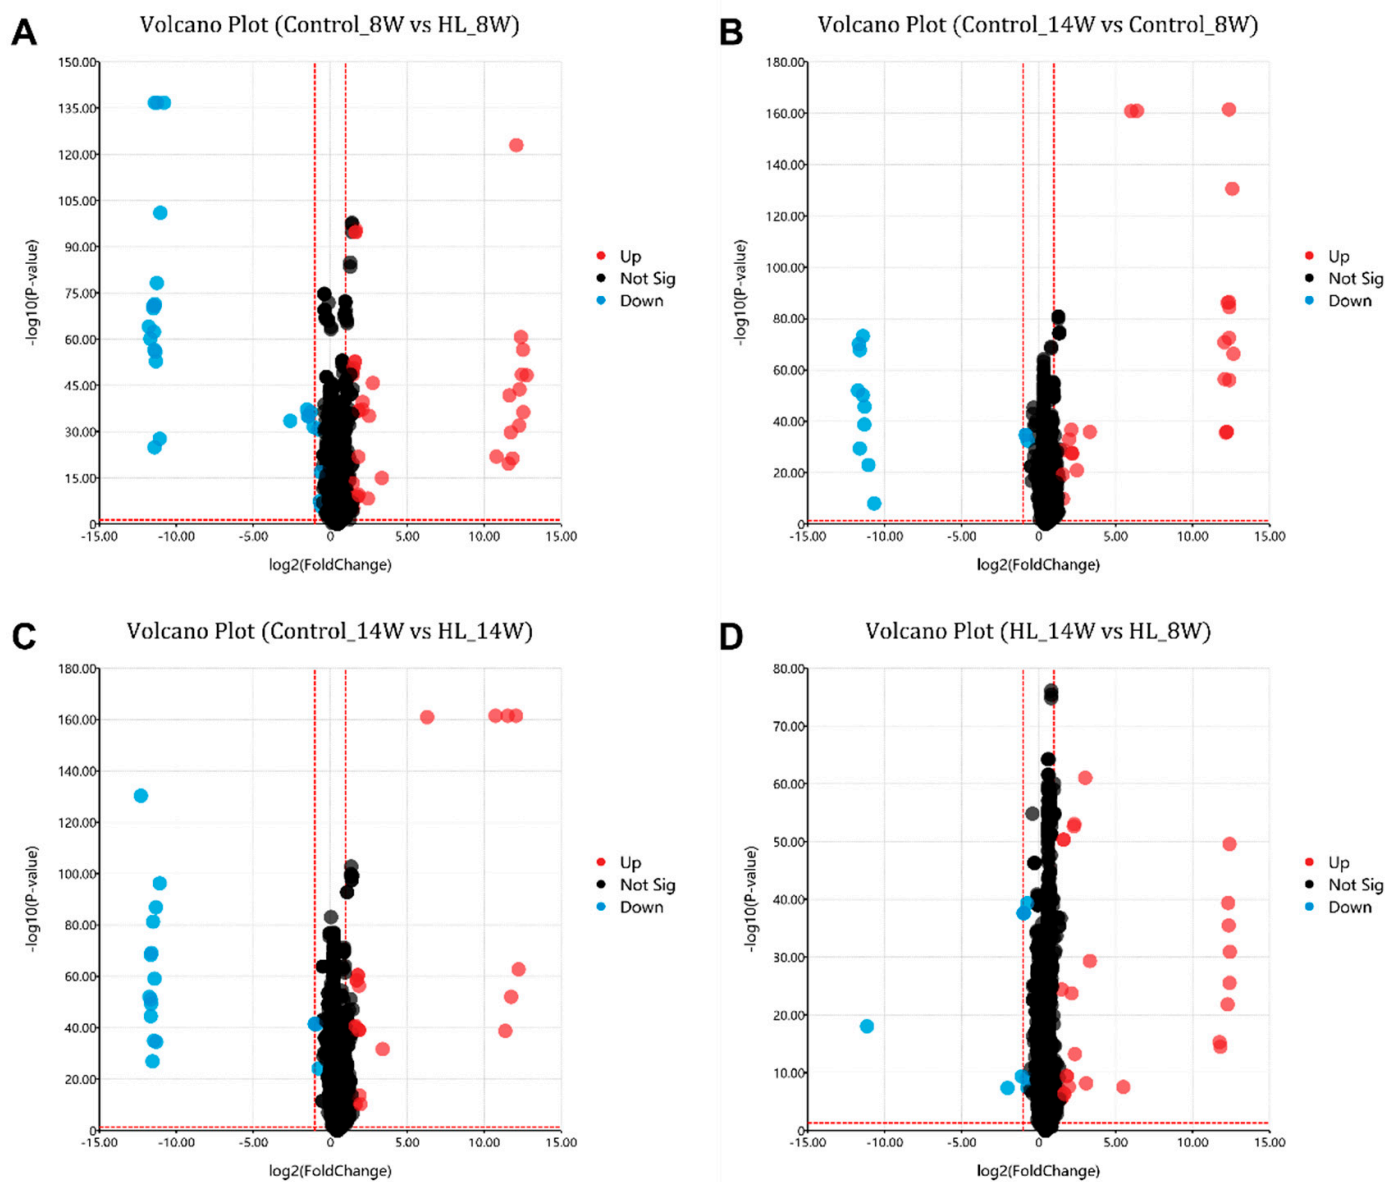 A
Volcano Plot (Control_8W vs HL_8W)
150.00
135.00
120.00
105.00
90.00
75.00
60.00
45.00
30.00
15.00
0
-log10(P-value)
-15.00 -10.00 -5.00 0 5.00 10.00 15.00
log2(FoldChange)
Up
Not Sig
Down
B
Volcano Plot (Control_14W vs Control_8W)
180.00
160.00
140.00
120.00
100.00
80.00
60.00
40.00
20.00
0
-log10(P-value)
-15.00 -10.00 -5.00 0 5.00 10.00 15.00
log2(FoldChange)
Up
Not Sig
Down
C
Volcano Plot (Control_14W vs HL_14W)
180.00
160.00
140.00
120.00
100.00
80.00
60.00
40.00
20.00
0
-log10(P-value)
-15.00 -10.00 -5.00 0 5.00 10.00 15.00
log2(FoldChange)
Up
Not Sig
Down
D
Volcano Plot (HL_14W vs HL_8W)
80.00
70.00
60.00
50.00
40.00
30.00
20.00
10.00
0
-log10(P-value)
-15.00 -10.00 -5.00 0 5.00 10.00 15.00
log2(FoldChange)
Up
Not Sig
Down